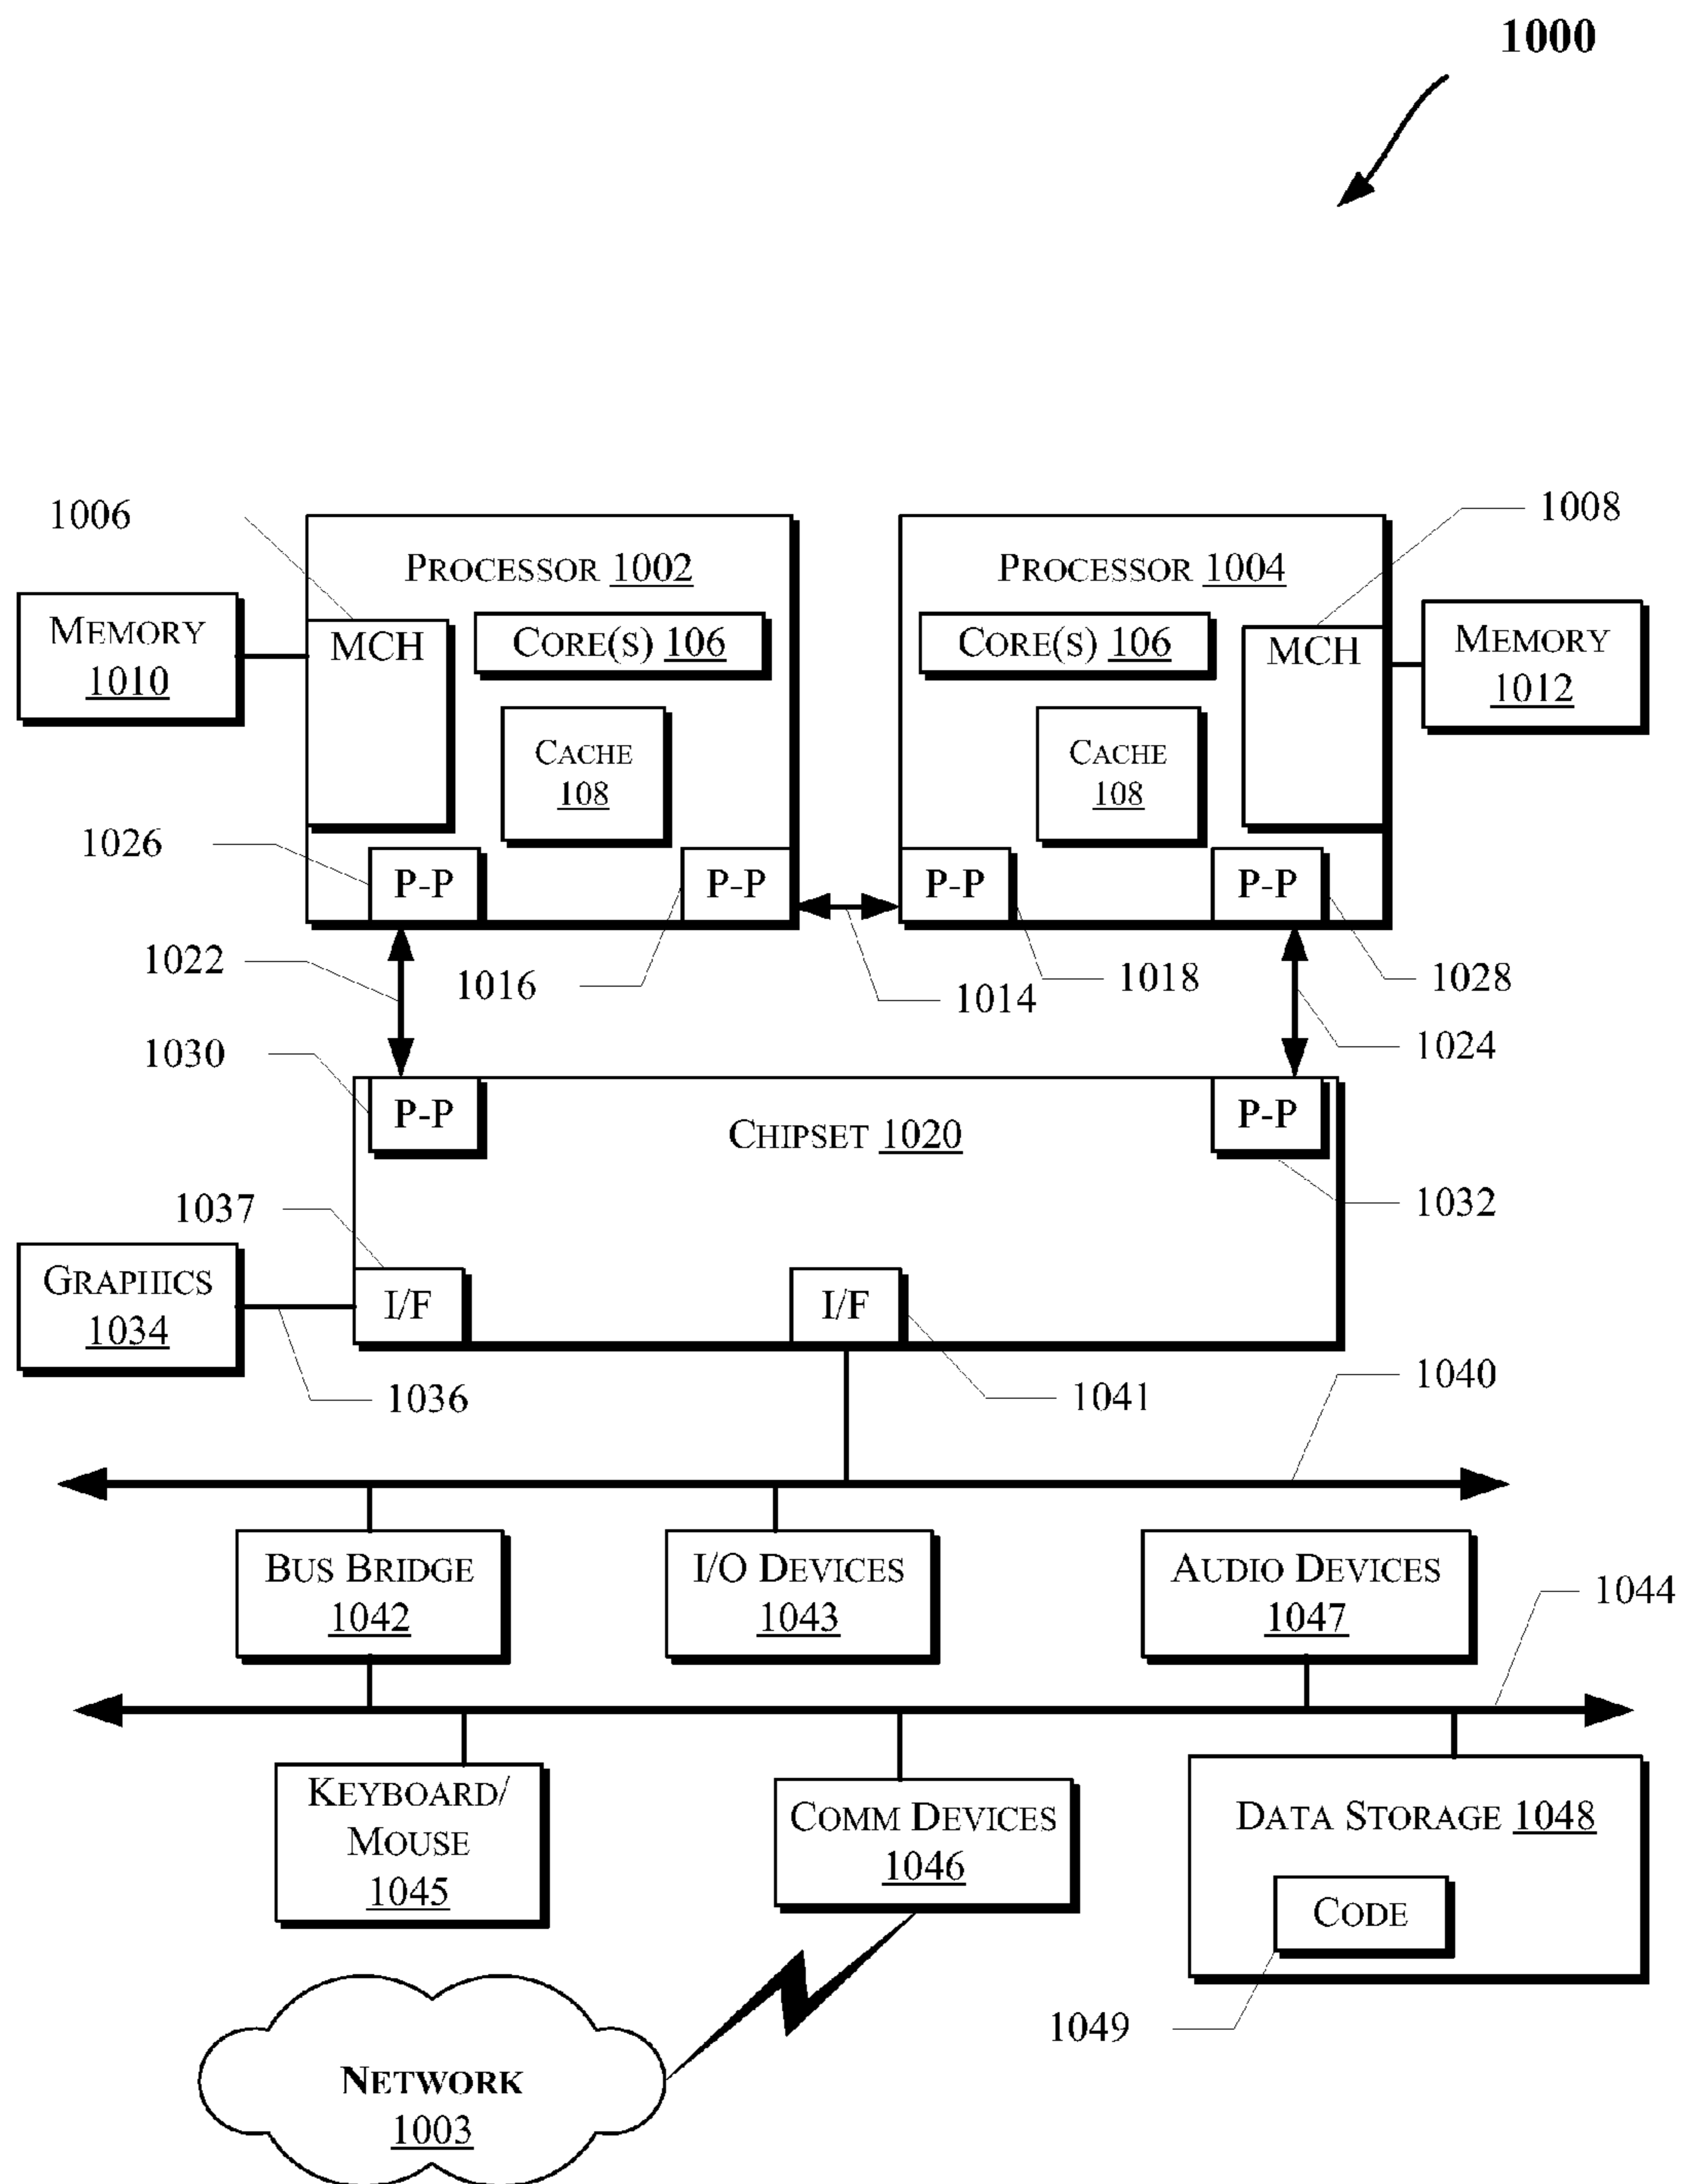 1000
1006
1008
PROCESSOR 1002
PROCESSOR 1004
MEMORY
1010
MCH
CORE(S) 106
CORE(S) 106
MCH
MEMORY
1012
CACHE
108
CACHE
108
1026
P-P
P-P
P-P
P-P
1022
1016
1014
1018
1028
1024
1030
P-P
CHIPSET 1020
P-P
1032
1037
GRAPHICS
1034
I/F
I/F
1036
1041
1040
BUS BRIDGE
1042
I/O DEVICES
1043
AUDIO DEVICES
1047
1044
KEYBOARD/
MOUSE
1045
COMM DEVICES
1046
DATA STORAGE 1048
CODE
1049
NETWORK
1003